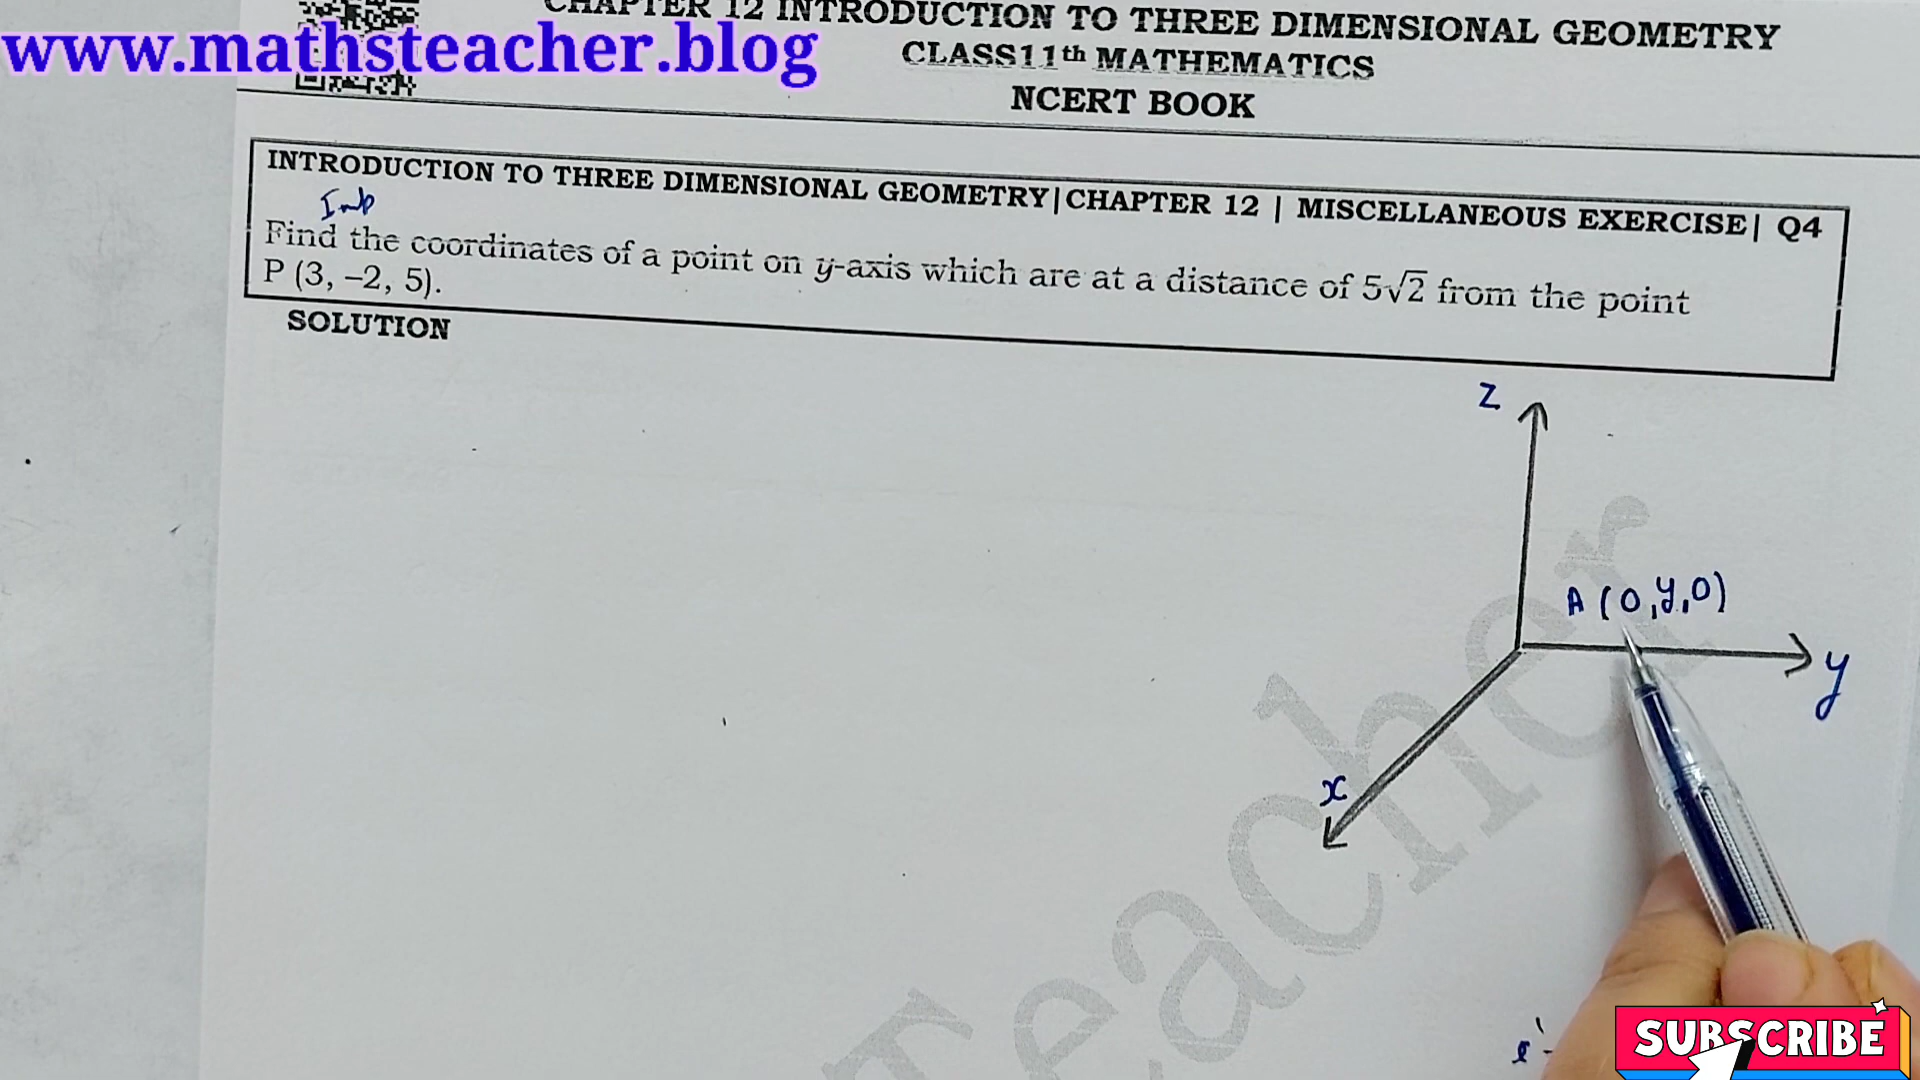 CHAPTER 12 INTRODUCTION TO THREE DIMENSIONAL GEOMETRY
www.mathsteacher.blog
CLASS11th MATHEMATICS
NCERT BOOK
INTRODUCTION TO THREE DIMENSIONAL GEOMETRY|CHAPTER 12 | MISCELLANEOUS EXERCISE| Q4
Imp
Find the coordinates of a point on y-axis which are at a distance of 5√2 from the point
P (3, –2, 5).
SOLUTION
Z
A (0,y,0)
y
x
Teacher
SUBSCRIBE